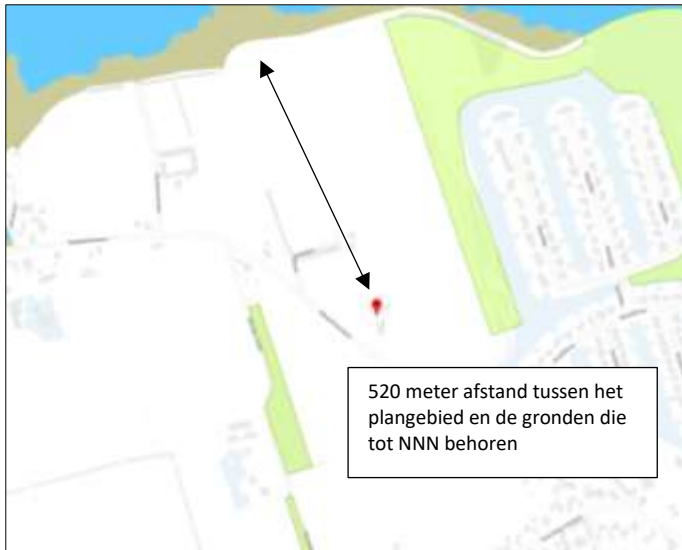 520 meter afstand tussen het
plangebied en de gronden die
tot NNN behoren